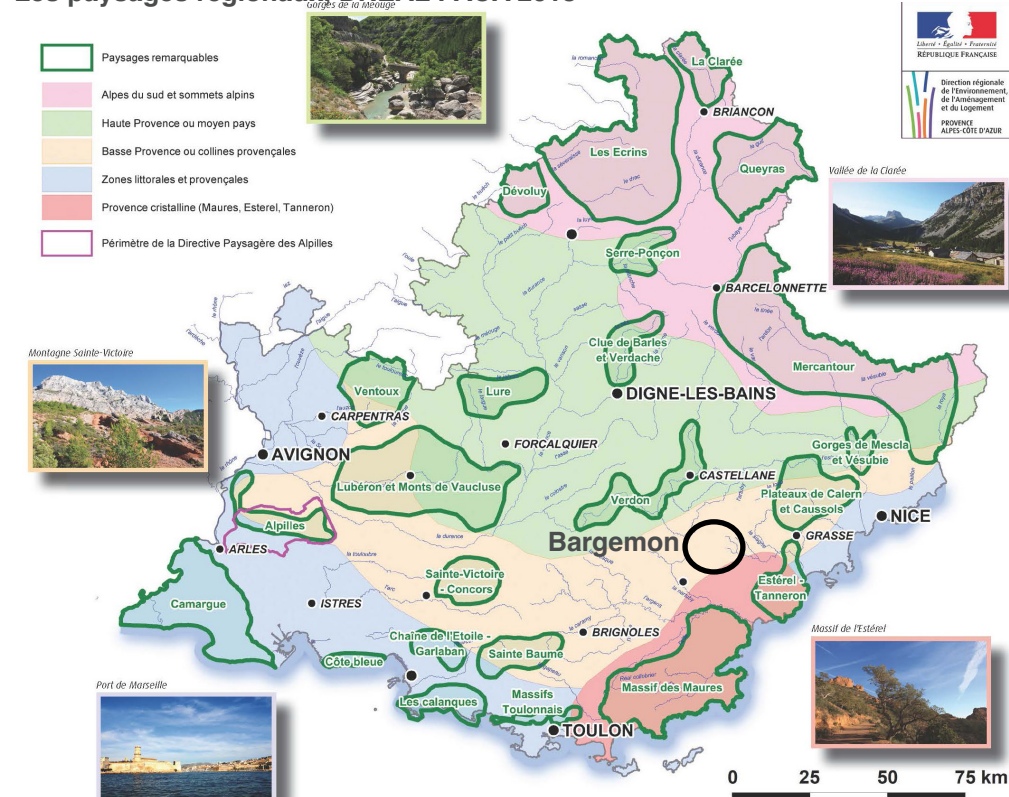 Gorges de la Méouge
Paysages remarquables
Alpes du sud et sommets alpins
Haute Provence ou moyen pays
Basse Provence ou collines provençales
Zones littorales et provençales
Provence cristalline (Maures, Esterel, Tanneron)
Périmètre de la Directive Paysagère des Alpilles
Liberté • Égalité • Fraternité
RÉPUBLIQUE FRANÇAISE
Direction régionale
de l'Environnement,
de l'Aménagement
et du Logement
PROVENCE
ALPES-CÔTE D'AZUR
La Clarée
BRIANCON
Les Ecrins
Queyras
Dévoluy
Vallée de la Clarée
Serre-Ponçon
BARCELONNETTE
Montagne Sainte-Victoire
Clue de Barles
et Verdache
Mercantour
Ventoux
Lure
DIGNE-LES-BAINS
CARPENTRAS
FORCALQUIER
AVIGNON
Gorges de Mescla
et Vésubie
CASTELLANE
Lubéron et Monts de Vaucluse
Verdon
Plateaux de Calern
et Caussols
NICE
Alpilles
GRASSE
ARLES
la durance
Bargemon
la touloubre
Sainte-Victoire
- Concors
Estérel -
Tanneron
Camargue
ISTRES
l'arc
l'argens
BRIGNOLES
Chaîne de l'Etoile -
Garlaban
Sainte Baume
Massif de l'Estérel
Côte bleue
Port de Marseille
Les calanques
Massifs
Toulonnais
Massif des Maures
TOULON
0 25 50 75 km